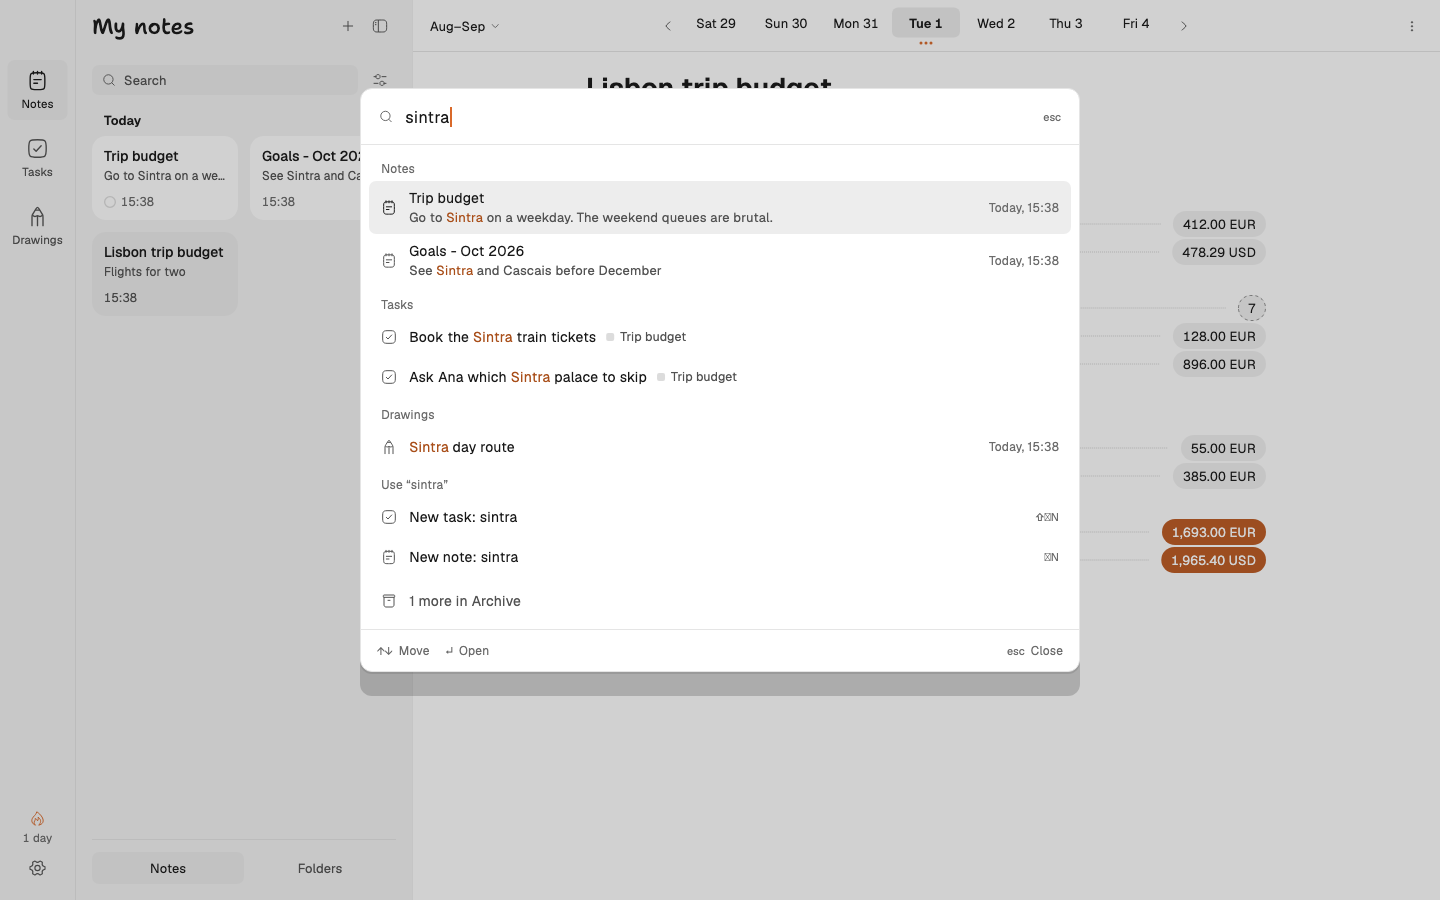 My notes
Aug–Sep
Sat 29
Sun 30
Mon 31
Tue 1
Wed 2
Thu 3
Fri 4
Notes
Tasks
Drawings
1 day
Search
Today
Trip budget
Go to Sintra on a we…
15:38
Goals - Oct 202
See Sintra and Ca
15:38
Lisbon trip budget
Flights for two
15:38
Notes
Folders
Lisbon trip budget
sintra
esc
Notes
Trip budget
Go to Sintra on a weekday. The weekend queues are brutal.
Today, 15:38
Goals - Oct 2026
See Sintra and Cascais before December
Today, 15:38
Tasks
Book the Sintra train tickets
Trip budget
Ask Ana which Sintra palace to skip
Trip budget
Drawings
Sintra day route
Today, 15:38
Use “sintra”
New task: sintra
N
New note: sintra
N
1 more in Archive
Move
Open
esc Close
412.00 EUR
478.29 USD
7
128.00 EUR
896.00 EUR
55.00 EUR
385.00 EUR
1,693.00 EUR
1,965.40 USD